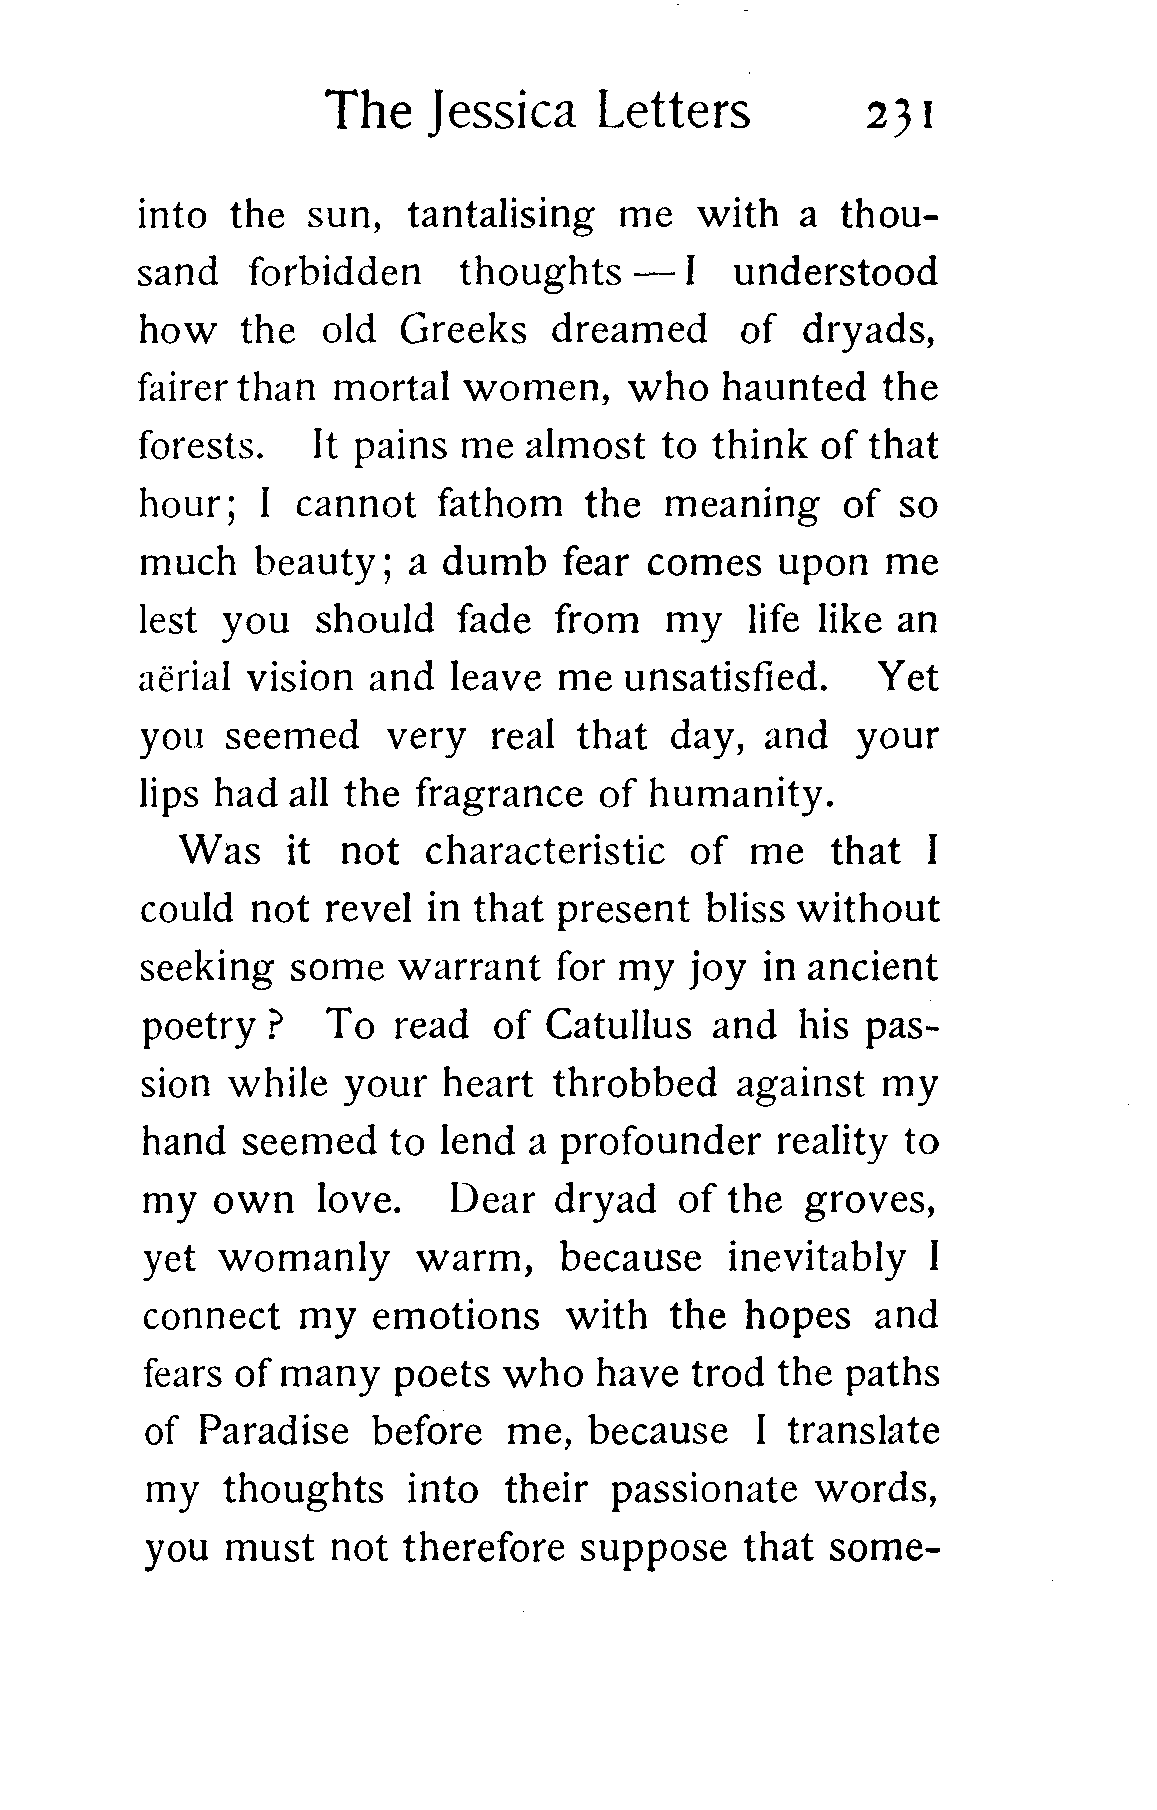 The Jessica Letters 231
into the sun, tantalising me with a thou-
sand forbidden thoughts — I understood
how the old Greeks dreamed of dryads,
fairer than mortal women, who haunted the
forests. It pains me almost to think of that
hour; I cannot fathom the meaning of so
much beauty; a dumb fear comes upon me
lest you should fade from my life like an
aërial vision and leave me unsatisfied. Yet
you seemed very real that day, and your
lips had all the fragrance of humanity.
Was it not characteristic of me that I
could not revel in that present bliss without
seeking some warrant for my joy in ancient
poetry? To read of Catullus and his pas-
sion while your heart throbbed against my
hand seemed to lend a profounder reality to
my own love. Dear dryad of the groves,
yet womanly warm, because inevitably I
connect my emotions with the hopes and
fears of many poets who have trod the paths
of Paradise before me, because I translate
my thoughts into their passionate words,
you must not therefore suppose that some-